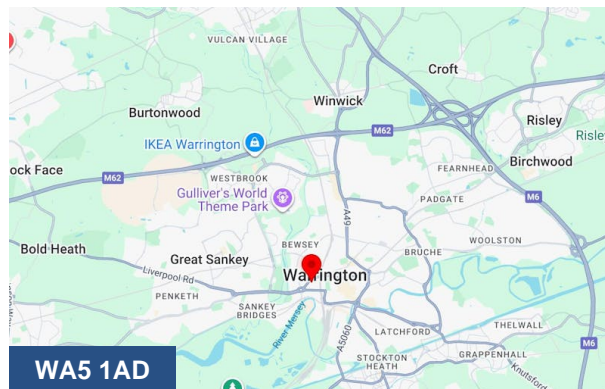 VULCAN VILLAGE
Croft
Winwick
Burtonwood
Risley
Risle
IKEA Warrington
M62
Birchwood
ock Face
M62
WESTBROOK
FEARNHEAD
M6
Gulliver's World
Theme Park
PADGATE
A49
WOOLSTON
Bold Heath
BEWSEY
BRUCHE
Great Sankey
Liverpool Rd
Warrington
PENKETH
SANKEY
BRIDGES
River Mersey
THELWALL
LATCHFORD
A5060
GRAPPENHALL
STOCKTON
HEATH
Knutsford
M6
WA5 1AD